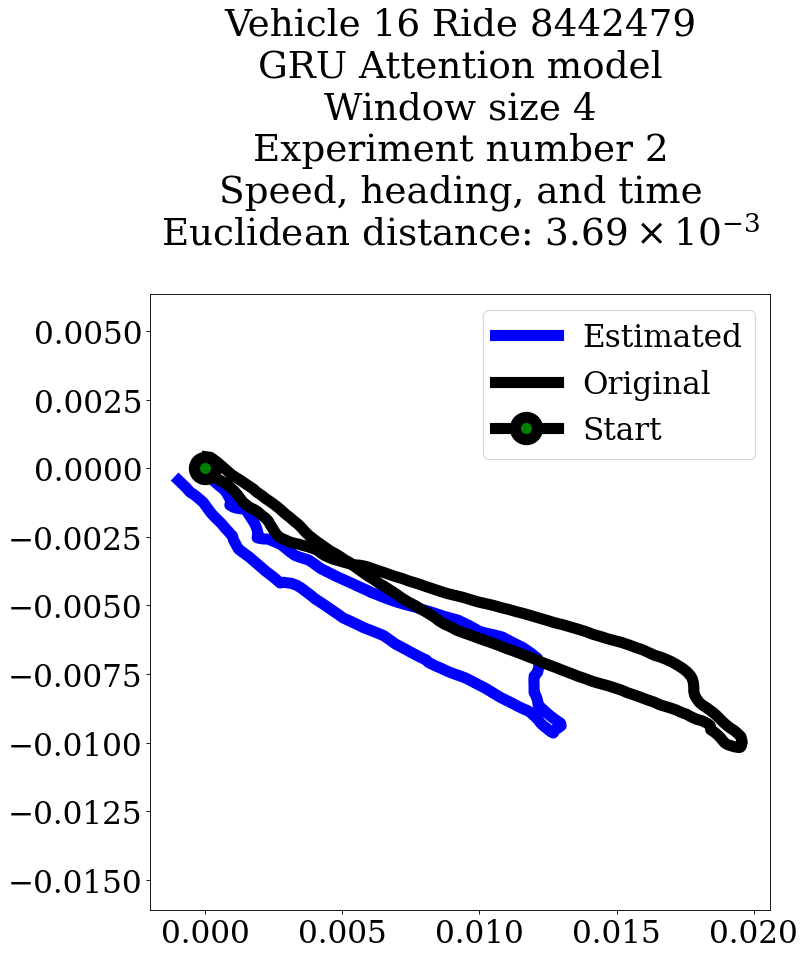 Vehicle 16 Ride 8442479
GRU Attention model
Window size 4
Experiment number 2
Speed, heading, and time
Euclidean distance: 3.69 × 10⁻³
Estimated
Original
Start
0.0050
0.0025
0.0000
−0.0025
−0.0050
−0.0075
−0.0100
−0.0125
−0.0150
0.000 0.005 0.010 0.015 0.020